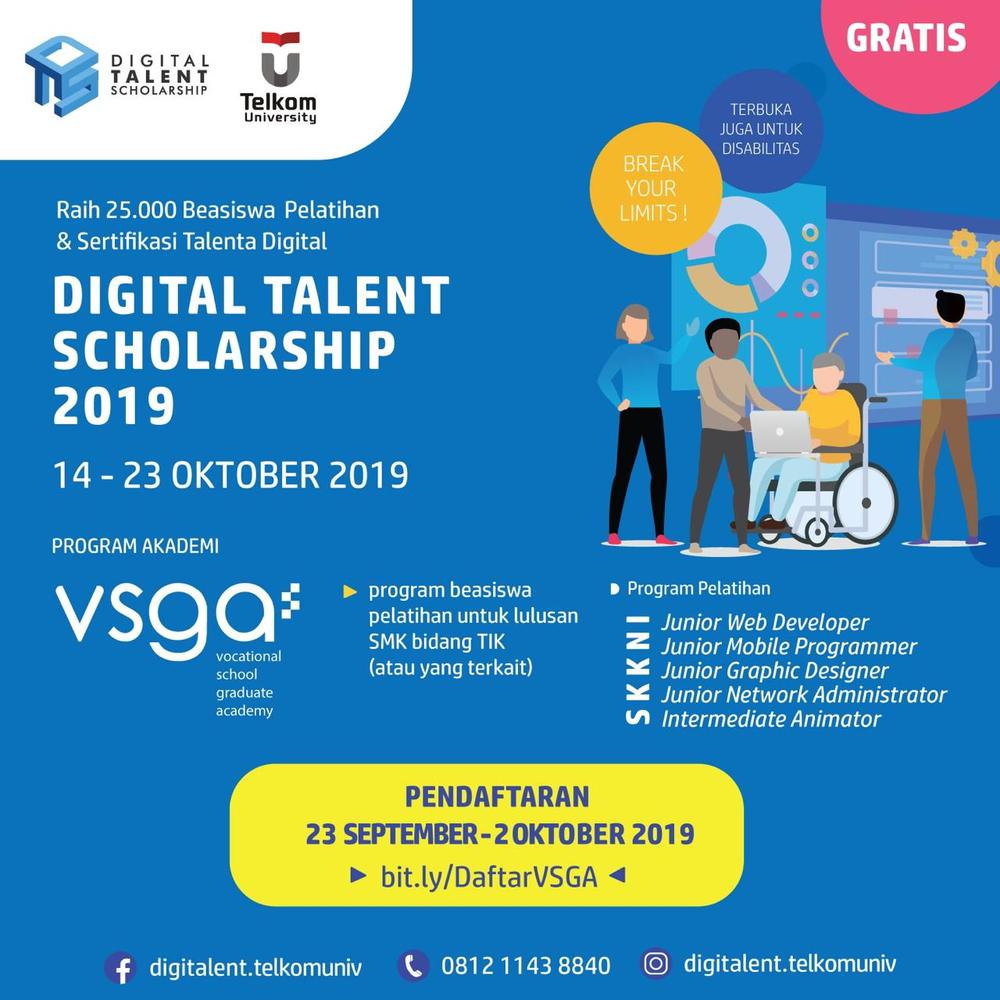 DIGITAL
TALENT
SCHOLARSHIP
Telkom
University
GRATIS
TERBUKA
JUGA UNTUK
DISABILITAS
BREAK
YOUR
LIMITS !
Raih 25.000 Beasiswa Pelatihan
& Sertifikasi Talenta Digital
DIGITAL TALENT
SCHOLARSHIP
2019
14 - 23 OKTOBER 2019
PROGRAM AKADEMI
vsga
vocational
school
graduate
academy
program beasiswa
pelatihan untuk lulusan
SMK bidang TIK
(atau yang terkait)
Program Pelatihan
SKKNI
Junior Web Developer
Junior Mobile Programmer
Junior Graphic Designer
Junior Network Administrator
Intermediate Animator
PENDAFTARAN
23 SEPTEMBER - 2 OKTOBER 2019
bit.ly/DaftarVSGA
digitalent.telkomuniv
0812 1143 8840
digitalent.telkomuniv